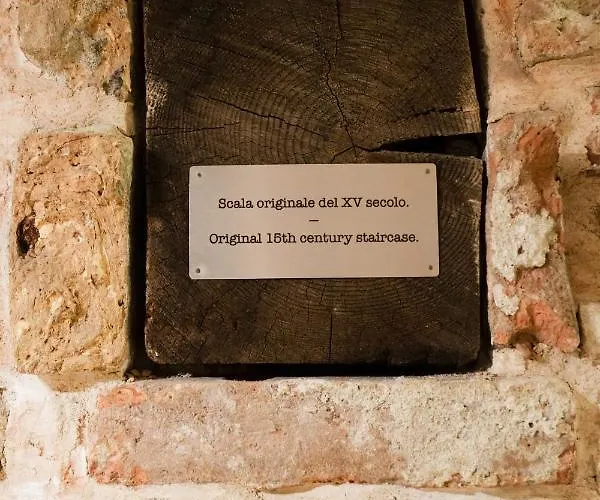 Scala originale del XV secolo.
—
Original 15th century staircase.